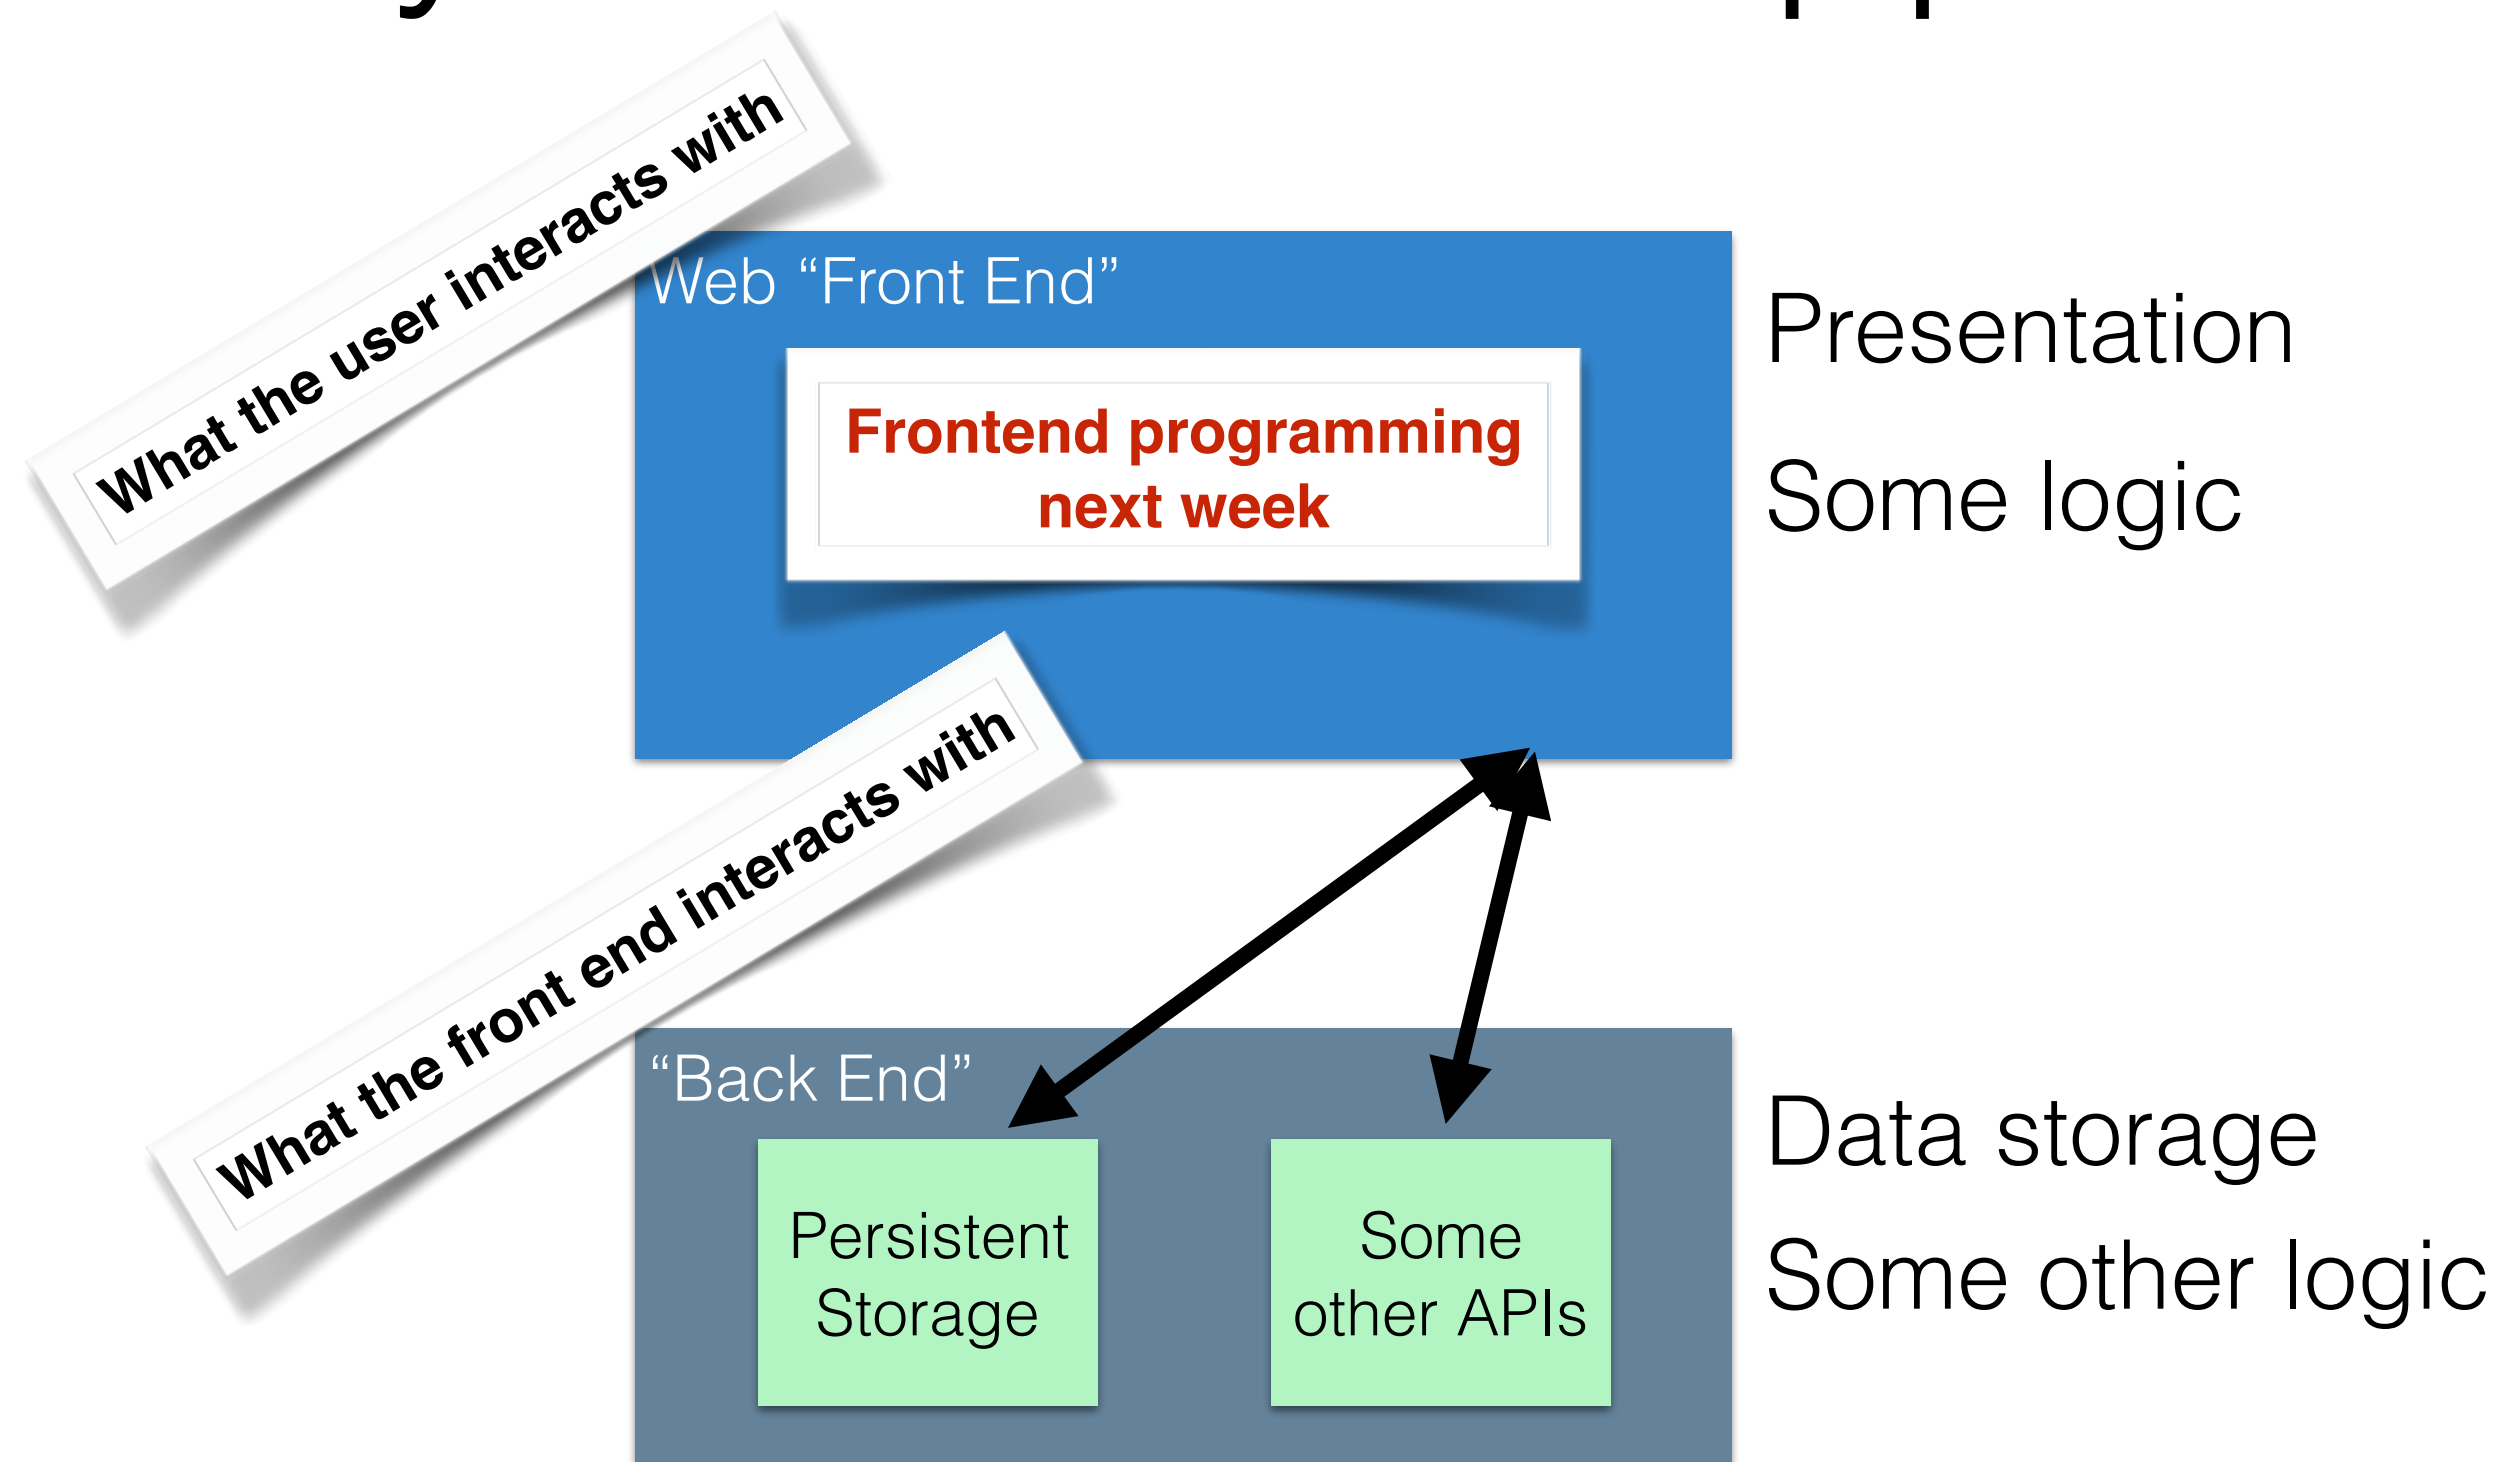 What the user interacts with
Web “Front End”
Presentation
Frontend programming
next week
Some logic
What the front end interacts with
“Back End”
Data storage
Persistent
Storage
Some
other APIs
Some other logic